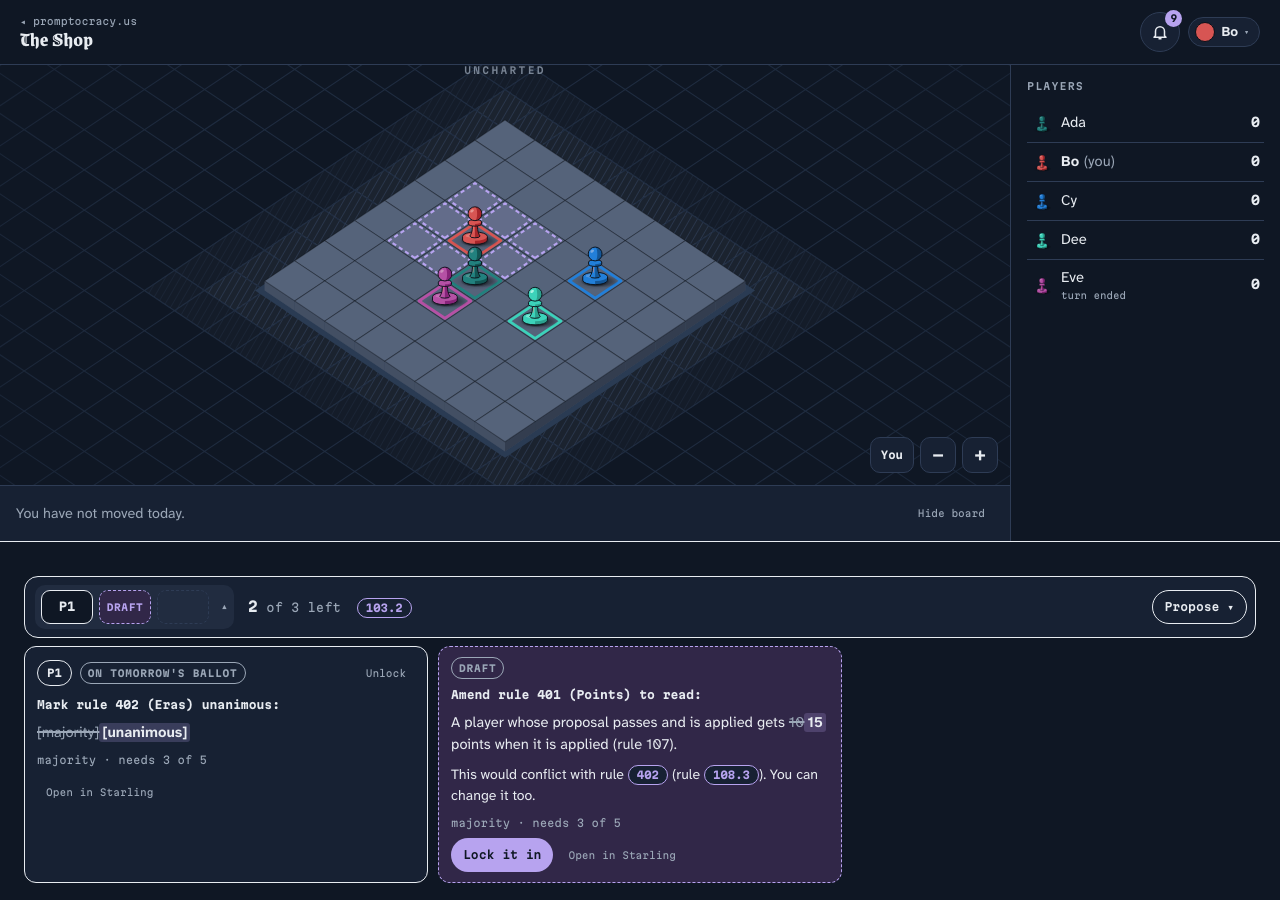 ◂ promptocracy.us
The Shop
9
Bo ▾
UNCHARTED
You
−
+
You have not moved today.
Hide board
PLAYERS
Ada 0
Bo (you) 0
Cy 0
Dee 0
Eve 0
turn ended
P1 DRAFT ▴ 2 of 3 left 103.2 Propose ▾
P1 ON TOMORROW'S BALLOT Unlock
Mark rule 402 (Eras) unanimous:
[majority] [unanimous]
majority · needs 3 of 5
Open in Starling
DRAFT
Amend rule 401 (Points) to read:
A player whose proposal passes and is applied gets 10 15
points when it is applied (rule 107).
This would conflict with rule 402 (rule 108.3). You can
change it too.
majority · needs 3 of 5
Lock it in Open in Starling